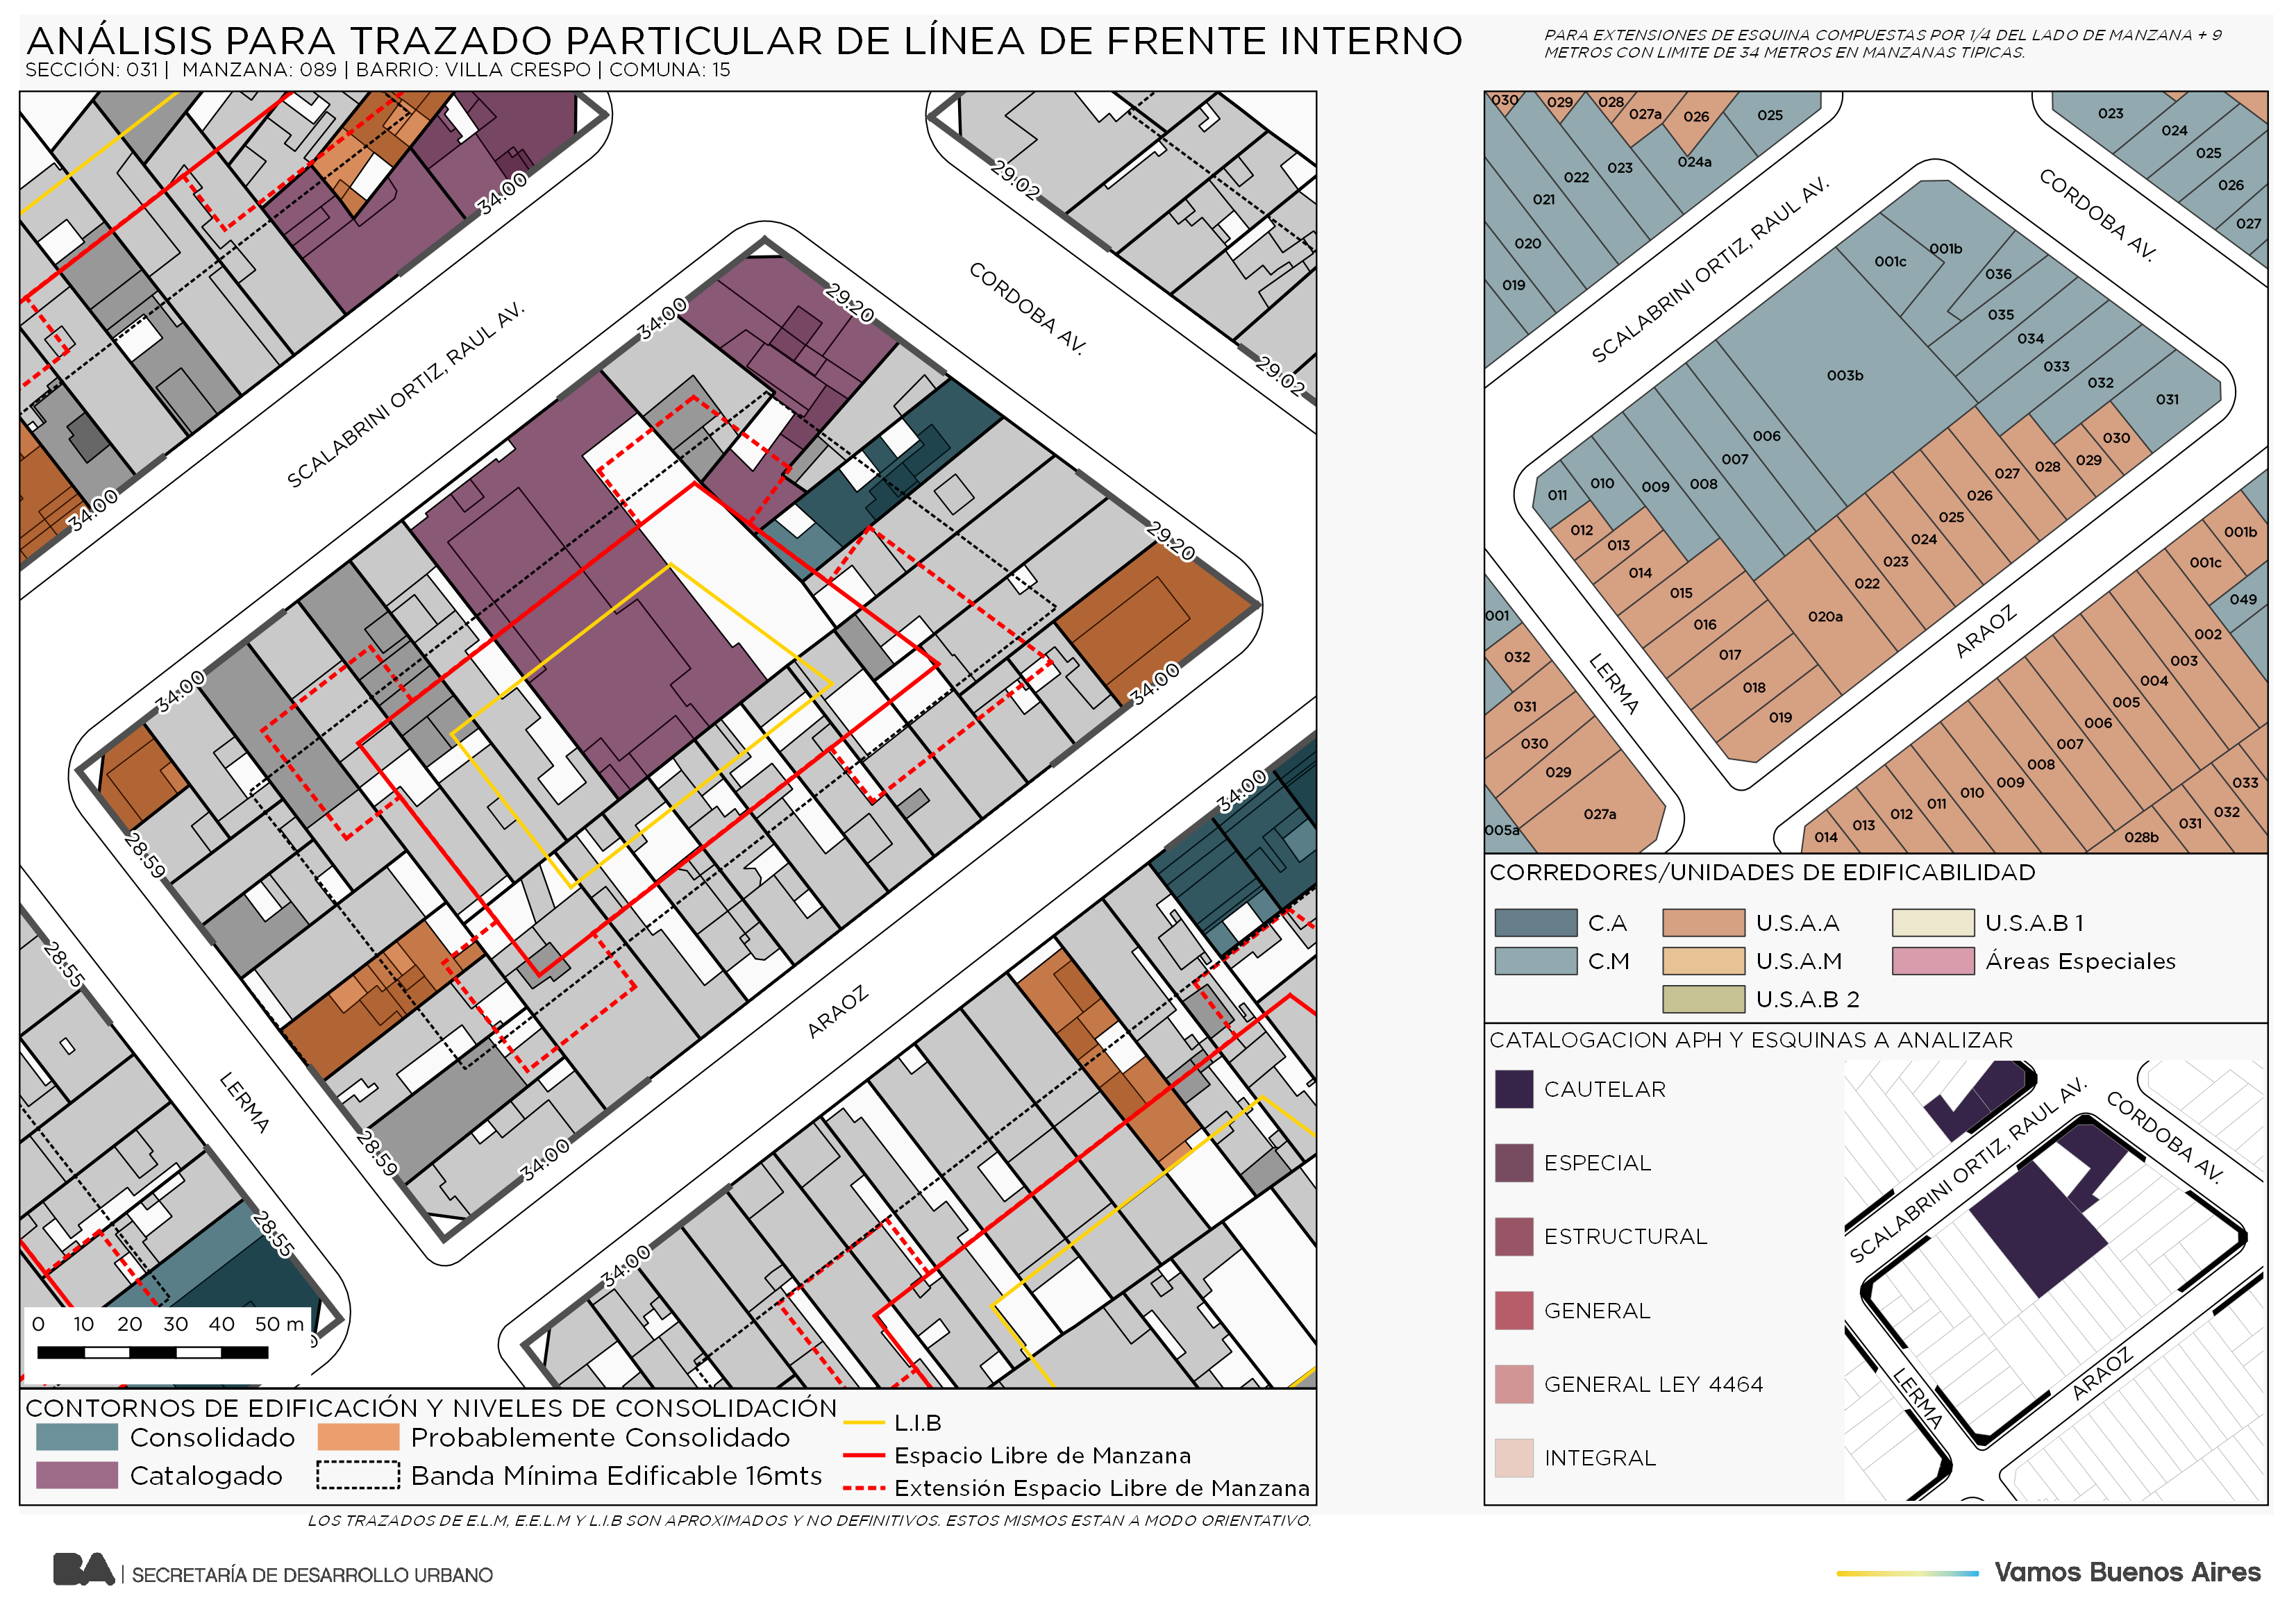 ANÁLISIS PARA TRAZADO PARTICULAR DE LÍNEA DE FRENTE INTERNO
SECCIÓN: 031 | MANZANA: 089 | BARRIO: VILLA CRESPO | COMUNA: 15
PARA EXTENSIONES DE ESQUINA COMPUESTAS POR 1/4 DEL LADO DE MANZANA + 9
METROS CON LIMITE DE 34 METROS EN MANZANAS TIPICAS.
34.00
29.02
CORDOBA AV.
29.20
34.00
29.02
SCALABRINI ORTIZ, RAUL AV.
34.00
29.20
34.00
34.00
28.59
34.00
28.55
ARAOZ
LERMA
28.59
34.00
28.55
34.00
0 10 20 30 40 50 m
CONTORNOS DE EDIFICACIÓN Y NIVELES DE CONSOLIDACIÓN
Consolidado
Probablemente Consolidado
Catalogado
Banda Mínima Edificable 16mts
L.I.B
Espacio Libre de Manzana
Extensión Espacio Libre de Manzana
LOS TRAZADOS DE E.L.M, E.E.L.M Y L.I.B SON APROXIMADOS Y NO DEFINITIVOS. ESTOS MISMOS ESTAN A MODO ORIENTATIVO.
030 029 028 027a 026 025
024a 023 022 021 020 019
023 024 025 026 027
SCALABRINI ORTIZ, RAUL AV.
CORDOBA AV.
001c 001b 036 035 034 033 032 031
003b 006 007 008 009 010 011
012 013 014 015 016 017 018 019
020a 022 023 024 025 026 027 028 029 030
LERMA
ARAOZ
001 032 031 030 029 027a 005a
001b 001c 049 002 003 004 005 006 007 008 009 010 011 012 013 014
028b 031 032 033
CORREDORES/UNIDADES DE EDIFICABILIDAD
C.A
U.S.A.A
U.S.A.B 1
C.M
U.S.A.M
Áreas Especiales
U.S.A.B 2
CATALOGACION APH Y ESQUINAS A ANALIZAR
CAUTELAR
ESPECIAL
ESTRUCTURAL
GENERAL
GENERAL LEY 4464
INTEGRAL
SCALABRINI ORTIZ, RAUL AV.
CORDOBA AV.
LERMA
ARAOZ
BA | SECRETARÍA DE DESARROLLO URBANO
Vamos Buenos Aires